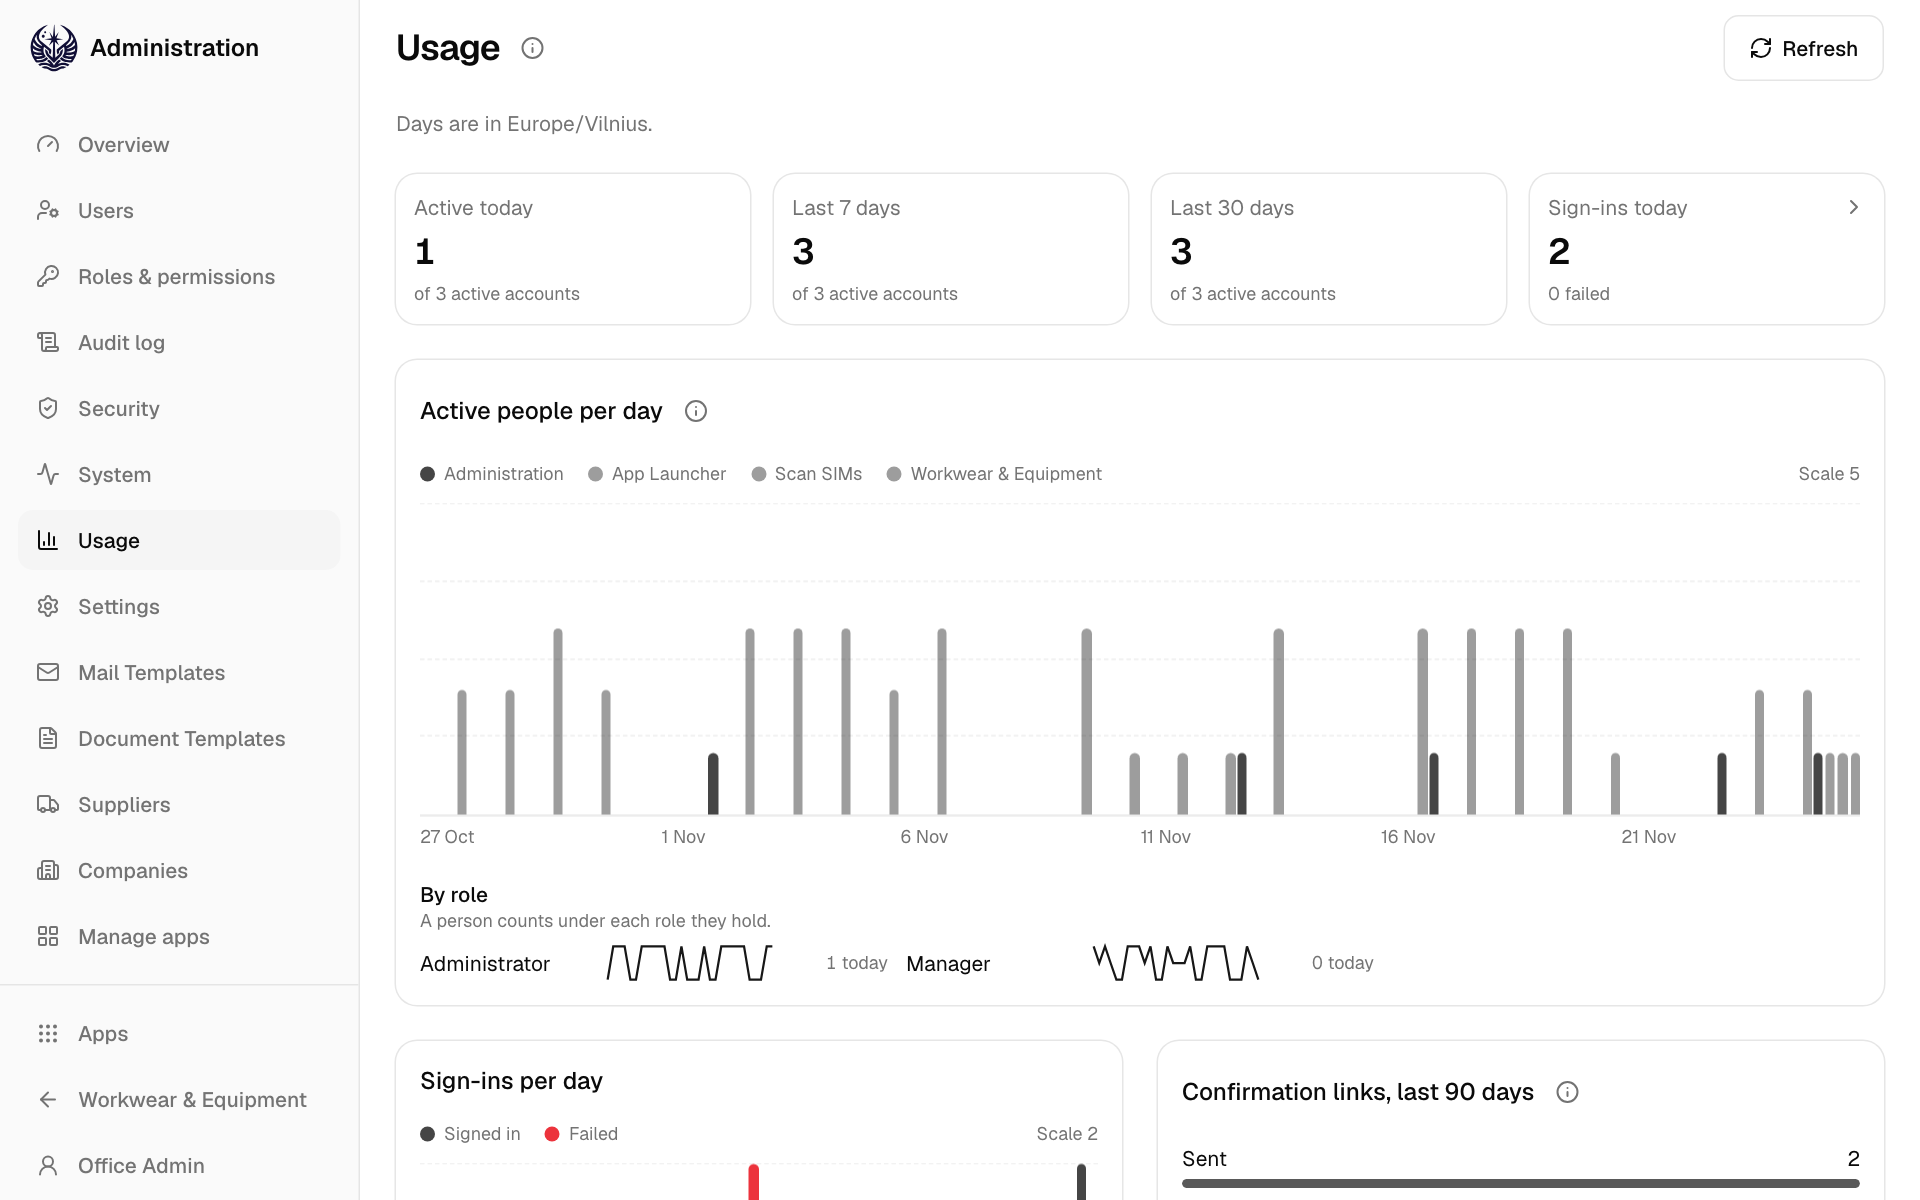 Administration
Overview
Users
Roles & permissions
Audit log
Security
System
Usage
Settings
Mail Templates
Document Templates
Suppliers
Companies
Manage apps
Apps
Workwear & Equipment
Office Admin
Usage
Refresh
Days are in Europe/Vilnius.
Active today
1
of 3 active accounts
Last 7 days
3
of 3 active accounts
Last 30 days
3
of 3 active accounts
Sign-ins today
2
0 failed
Active people per day
Administration App Launcher Scan SIMs Workwear & Equipment Scale 5
27 Oct 1 Nov 6 Nov 11 Nov 16 Nov 21 Nov
By role
A person counts under each role they hold.
Administrator 1 today Manager 0 today
Sign-ins per day
Signed in Failed Scale 2
Confirmation links, last 90 days
Sent 2